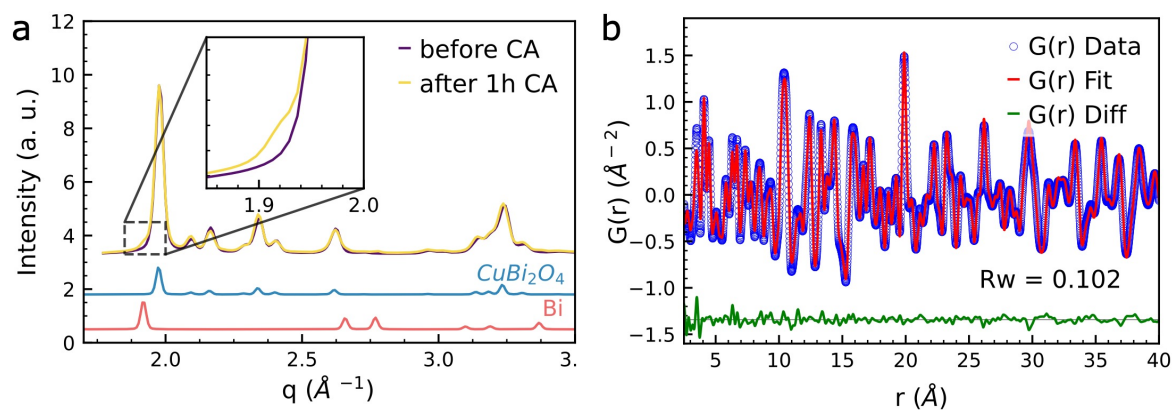 a
12
10
8
6
4
2
0
Intensity (a. u.)
before CA
after 1h CA
1.9
2.0
CuBi₂O₄
Bi
2.0
2.5
3.0
3.
q (Å ⁻¹)
b
1.5
1.0
0.5
0.0
−0.5
−1.0
−1.5
G(r) (Å⁻²)
G(r) Data
G(r) Fit
G(r) Diff
Rw = 0.102
5
10
15
20
25
30
35
40
r (Å)